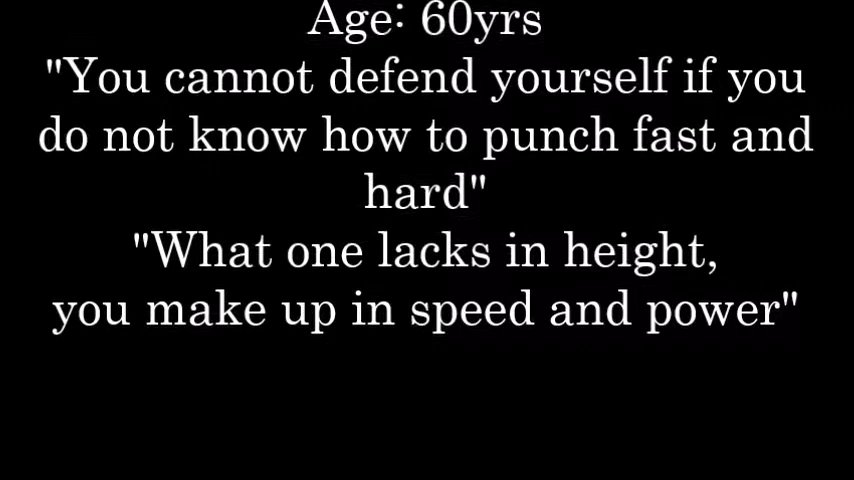 Age: 60yrs
"You cannot defend yourself if you
do not know how to punch fast and
hard"
"What one lacks in height,
you make up in speed and power"